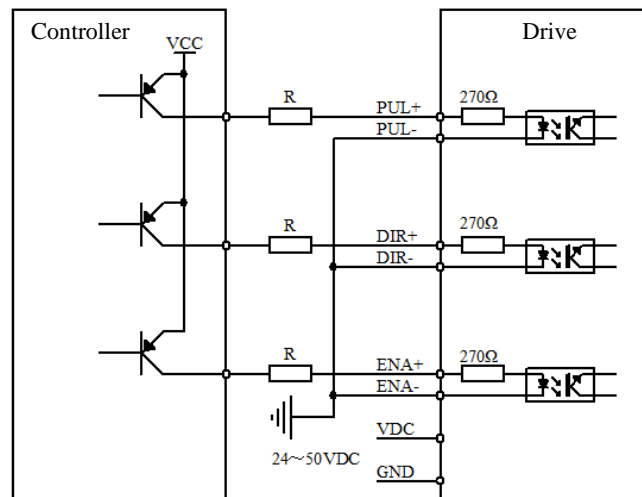 Controller
Drive
VCC
R
PUL+
270Ω
PUL-
R
DIR+
270Ω
DIR-
R
ENA+
270Ω
ENA-
VDC
24～50VDC
GND